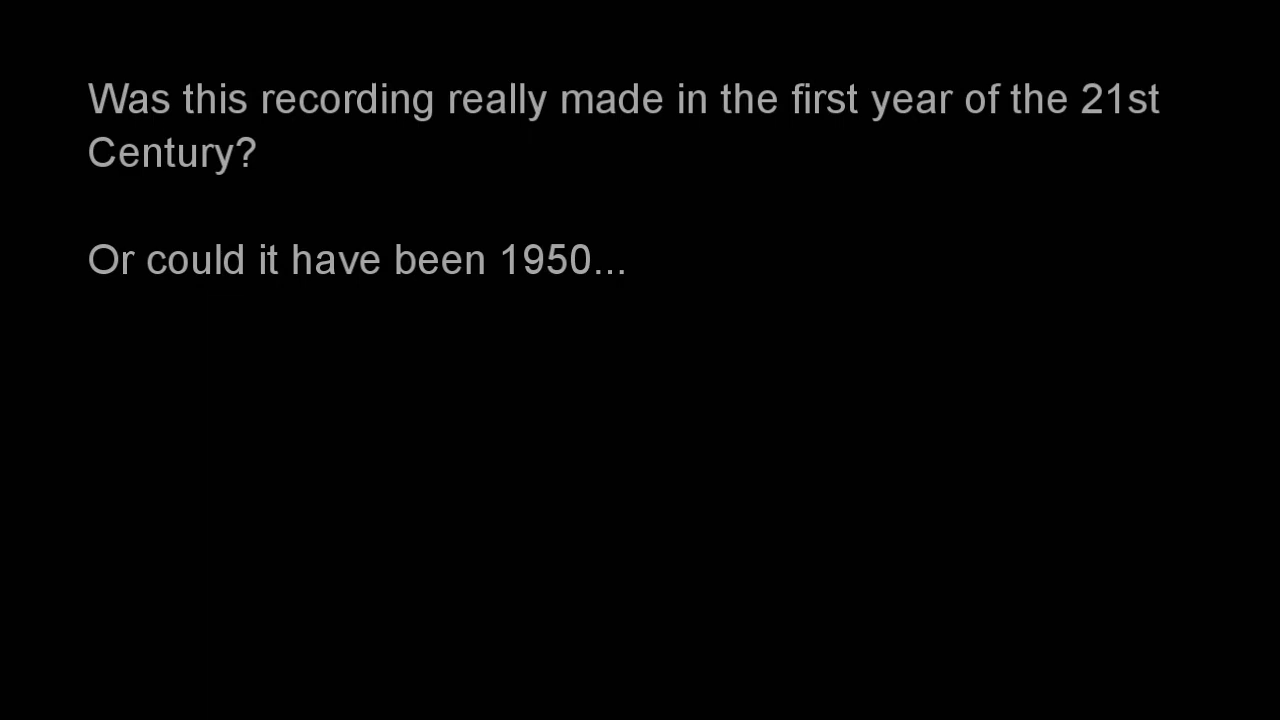 Was this recording really made in the first year of the 21st
Century?
Or could it have been 1950...